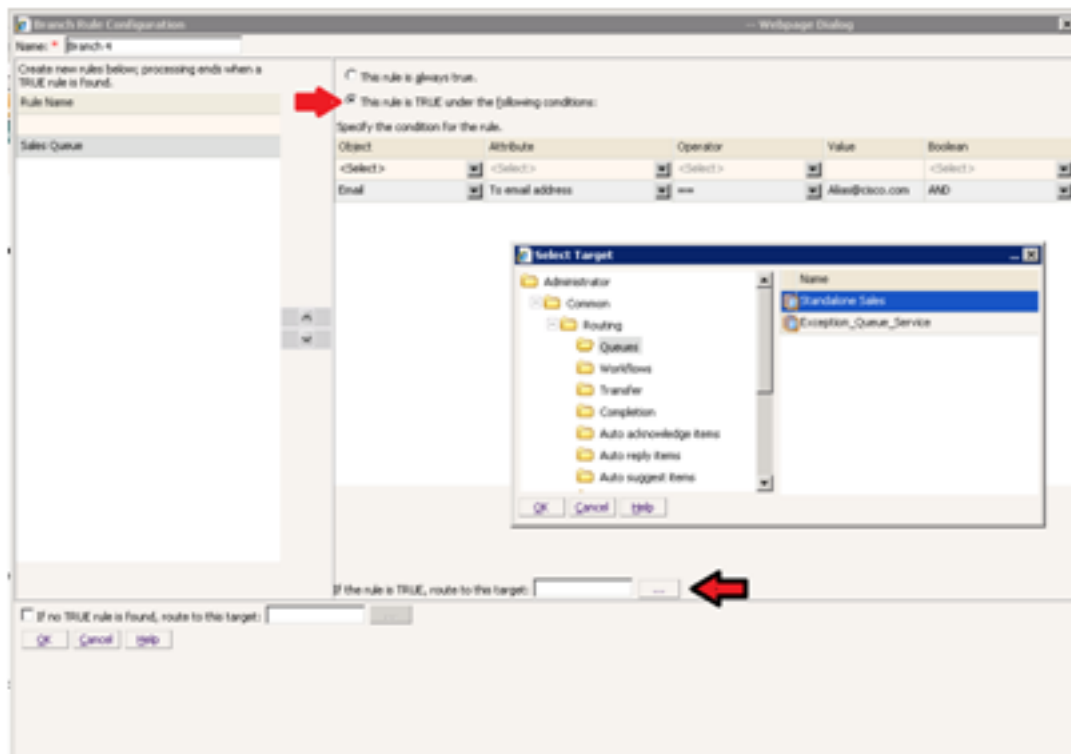 Branch Rule Configuration -- Webpage Dialog
Name: * Branch-4
Create new rules below; processing ends when a
TRUE rule is found.
Rule Name
Sales Queue
This rule is always true.
This rule is TRUE under the following conditions:
Specify the condition for the rule.
Object Attribute Operator Value Boolean
<Select> <Select> <Select> <Select>
Email To email address == Alias@cisco.com AND
Select Target
Administrator
Common
Routing
Queues
Workflows
Transfer
Completion
Auto acknowledge items
Auto reply items
Auto suggest items
Name
Standalone Sales
Exception_Queue_Service
OK Cancel Help
If the rule is TRUE, route to this target: ...
If no TRUE rule is found, route to this target: ...
OK Cancel Help